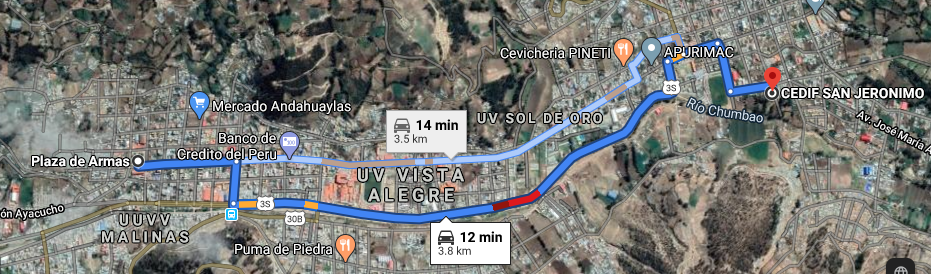 Cevicheria PINETI
APURIMAC
3S
CEDIF SAN JERONIMO
Río Chumbao
Av. José María A
Mercado Andahuaylas
14 min
3.5 km
UV SOL DE ORO
Banco de
Credito del Peru
Plaza de Armas
UV VISTA
ALEGRE
ón Ayacucho
3S
30B
UUVV
MALINAS
Puma de Piedra
12 min
3.8 km